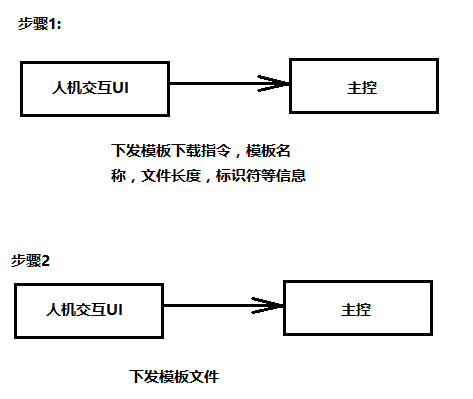 步骤1:
人机交互UI
主控
下发模板下载指令，模板名
称，文件长度，标识符等信息
步骤2
人机交互UI
主控
下发模板文件